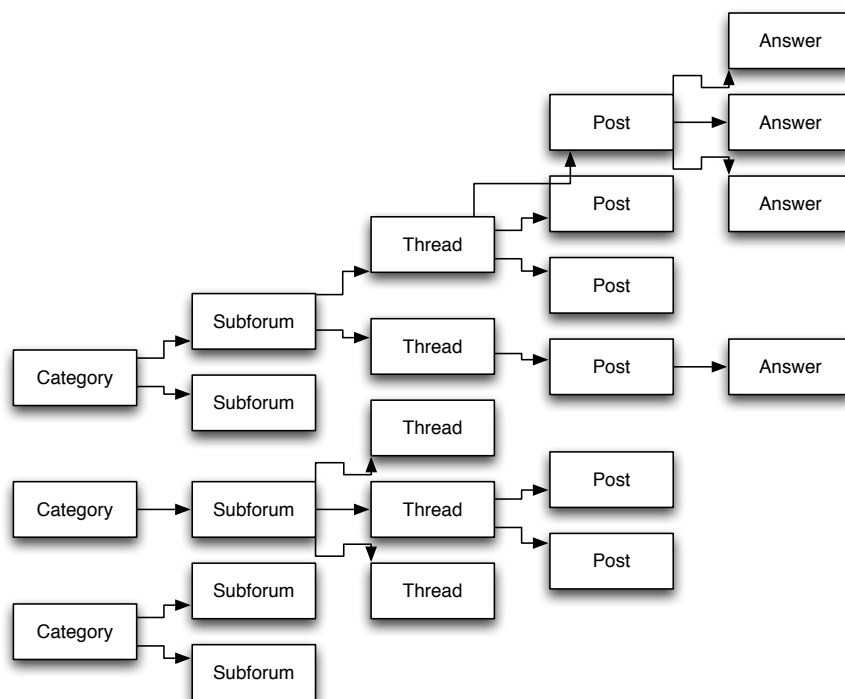 Answer
Post
Answer
Post
Answer
Thread
Post
Subforum
Thread
Category
Post
Answer
Subforum
Thread
Post
Category
Subforum
Thread
Post
Subforum
Thread
Category
Subforum